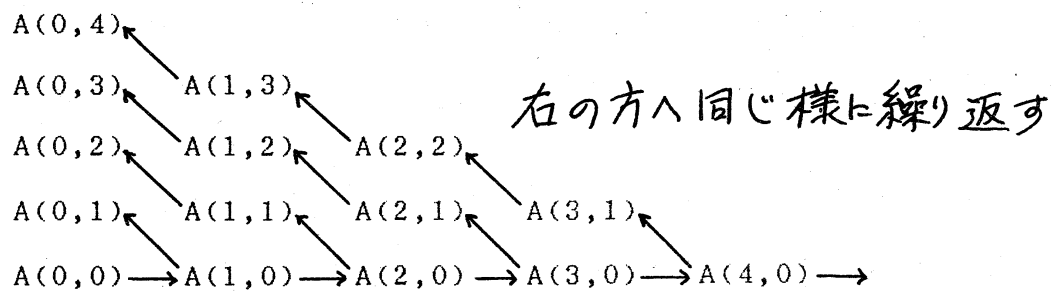 A(0,4)
A(0,3) A(1,3)
右の方へ同じ様に繰り返す
A(0,2) A(1,2) A(2,2)
A(0,1) A(1,1) A(2,1) A(3,1)
A(0,0) A(1,0) A(2,0) A(3,0) A(4,0)